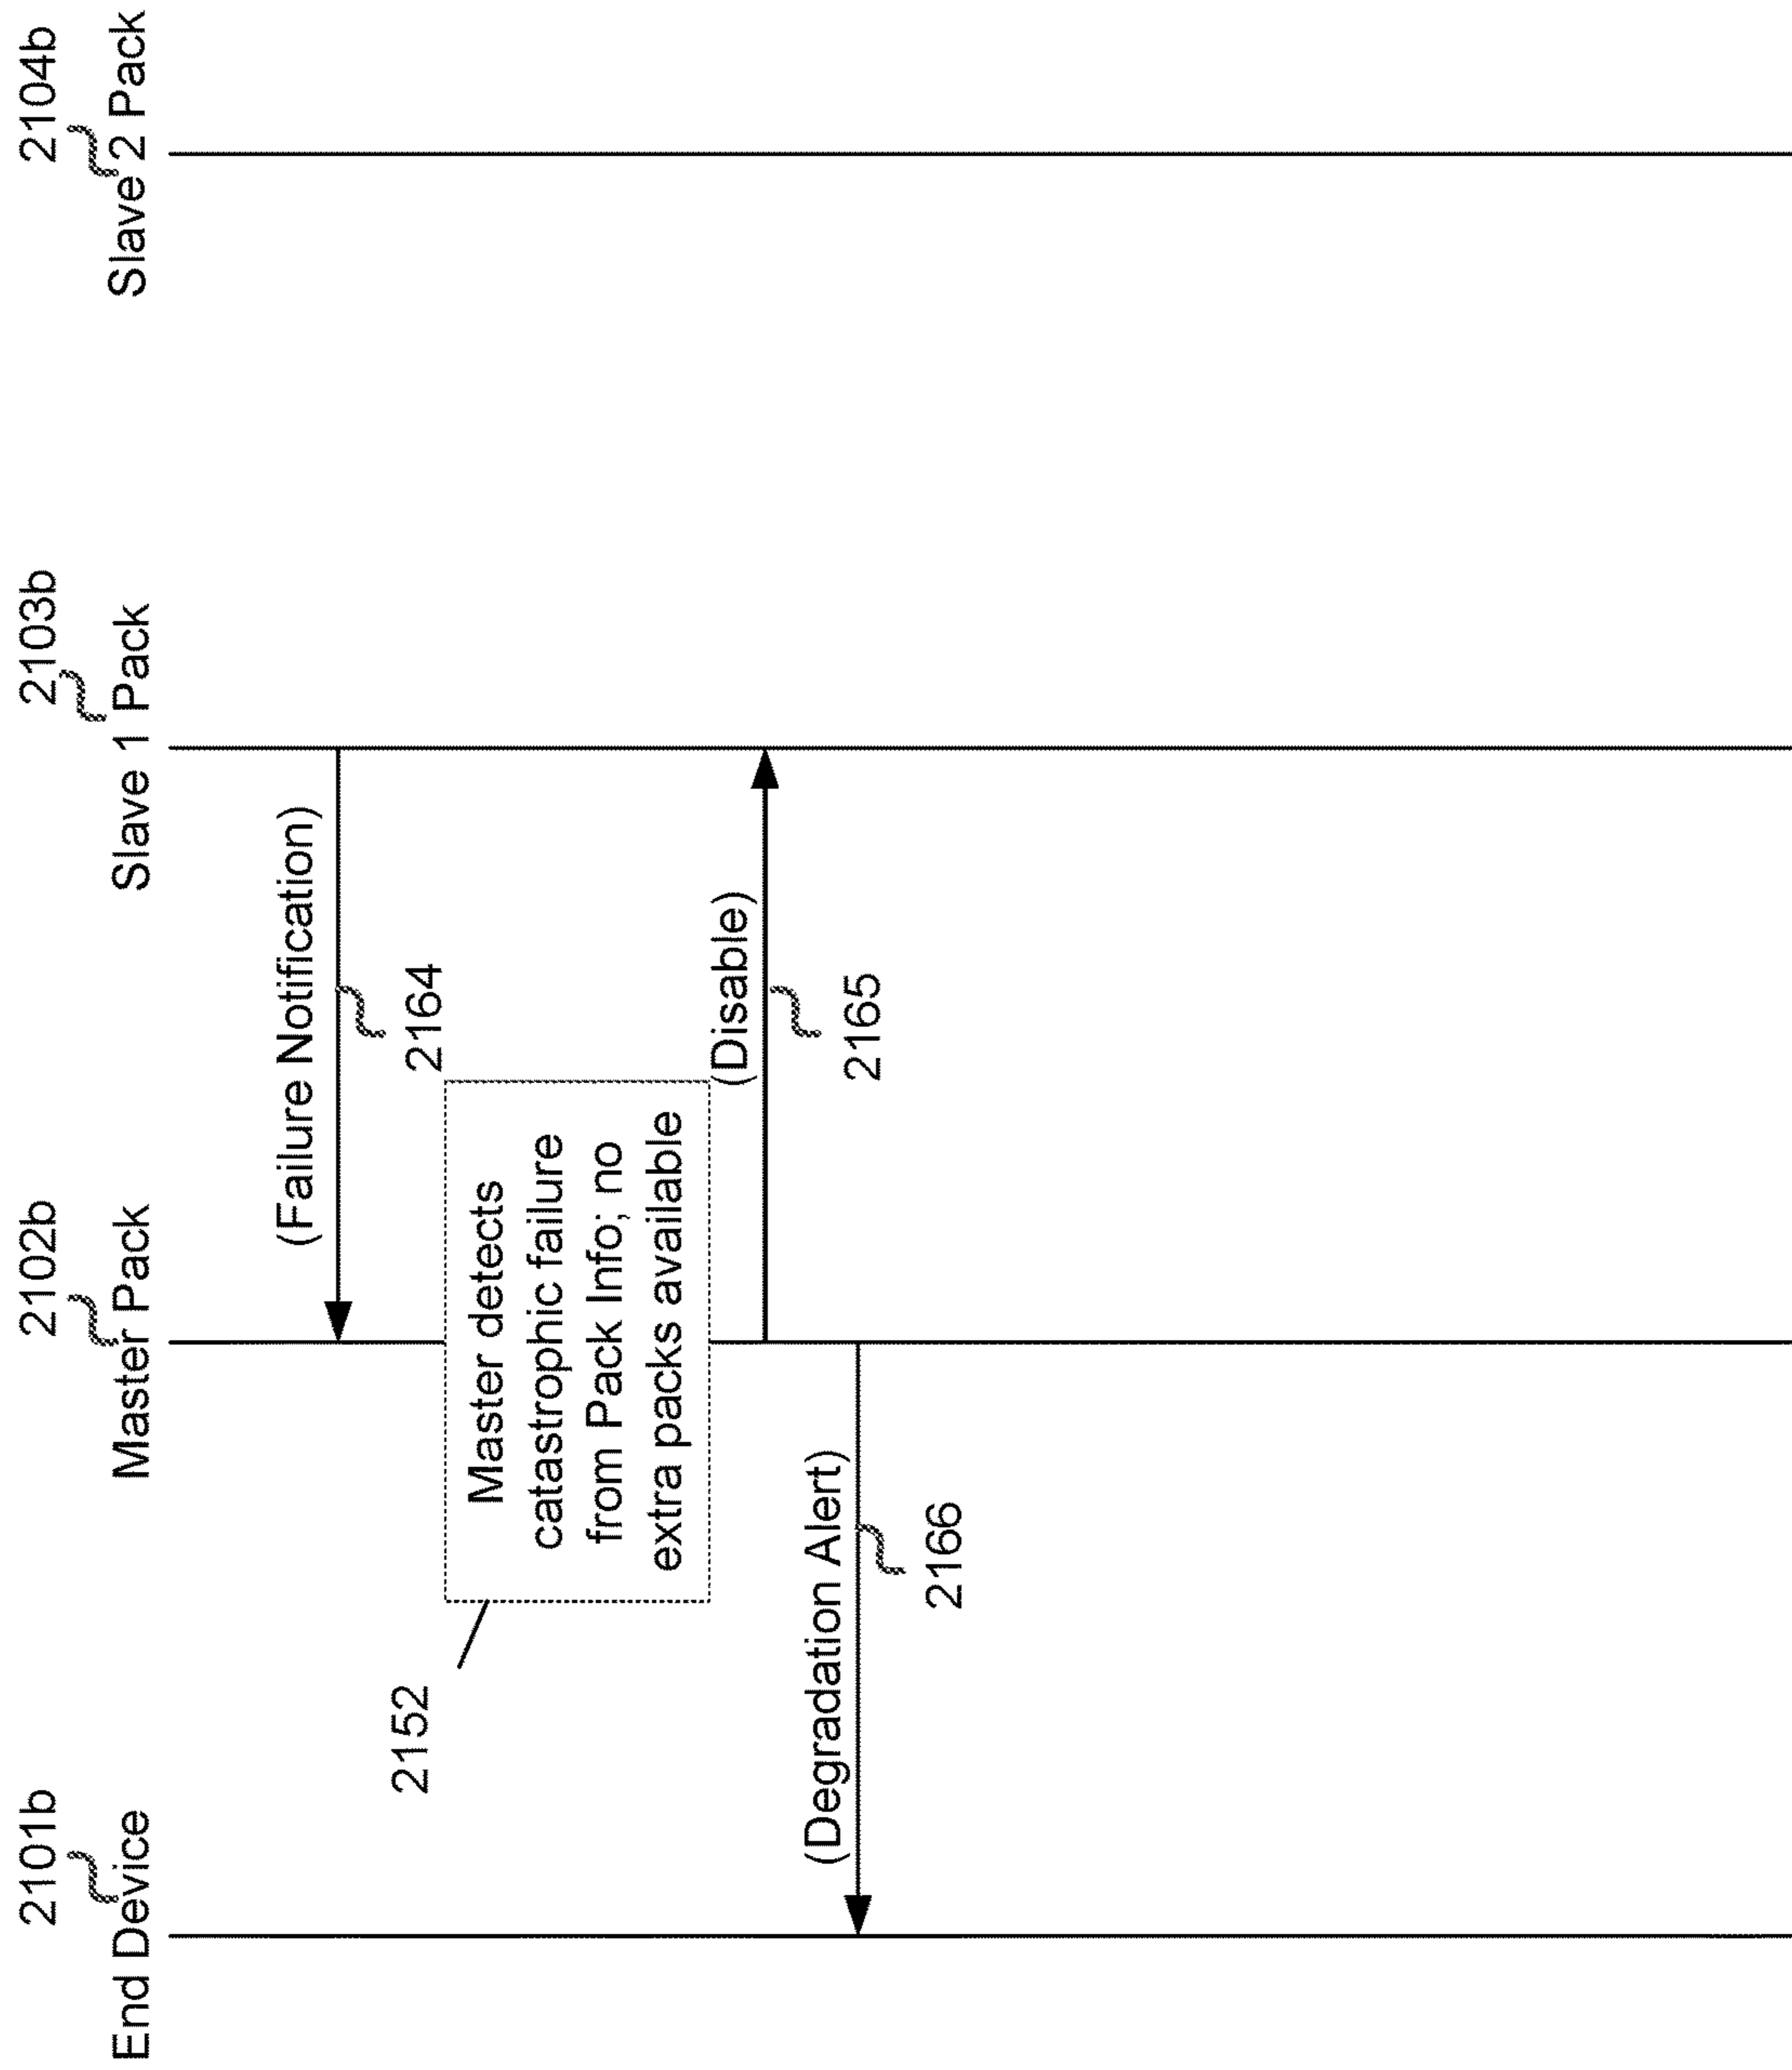 2101b
End Device
2102b
Master Pack
2103b
Slave 1 Pack
2104b
Slave 2 Pack
(Failure Notification)
2164
2152
Master detects
catastrophic failure
from Pack Info; no
extra packs available
(Disable)
2165
(Degradation Alert)
2166